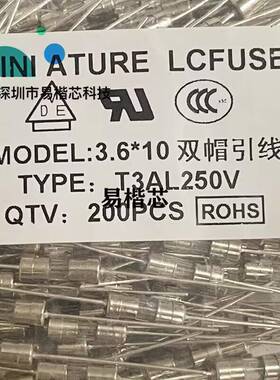 INI ATURE LCFUSE
深圳市易楷芯科技
D E
MODEL:3.6*10 双帽引线
TYPE: T3AL250V
易楷芯
QTV: 200PCS ROHS